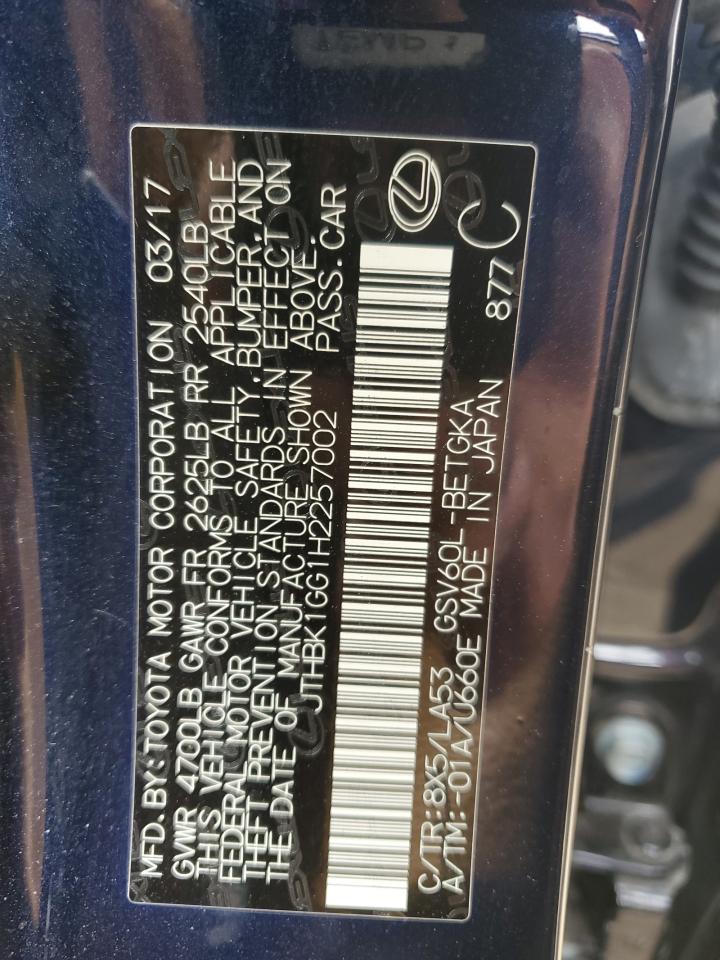 MFD.BY:TOYOTA MOTOR CORPORATION 03/17
GVWR 4700LB GAWR FR 2625LB RR 2540LB
THIS VEHICLE CONFORMS TO ALL APPLICABLE
FEDERAL MOTOR VEHICLE SAFETY, BUMPER, AND
THEFT PREVENTION STANDARDS IN EFFECT ON
THE DATE OF MANUFACTURE SHOWN ABOVE.
JTHBK1GG1H2257002 PASS.CAR
C/TR:8X5/LA53 GSV60L-BETGKA
A/TM:-01A/U660E MADE IN JAPAN 877 C